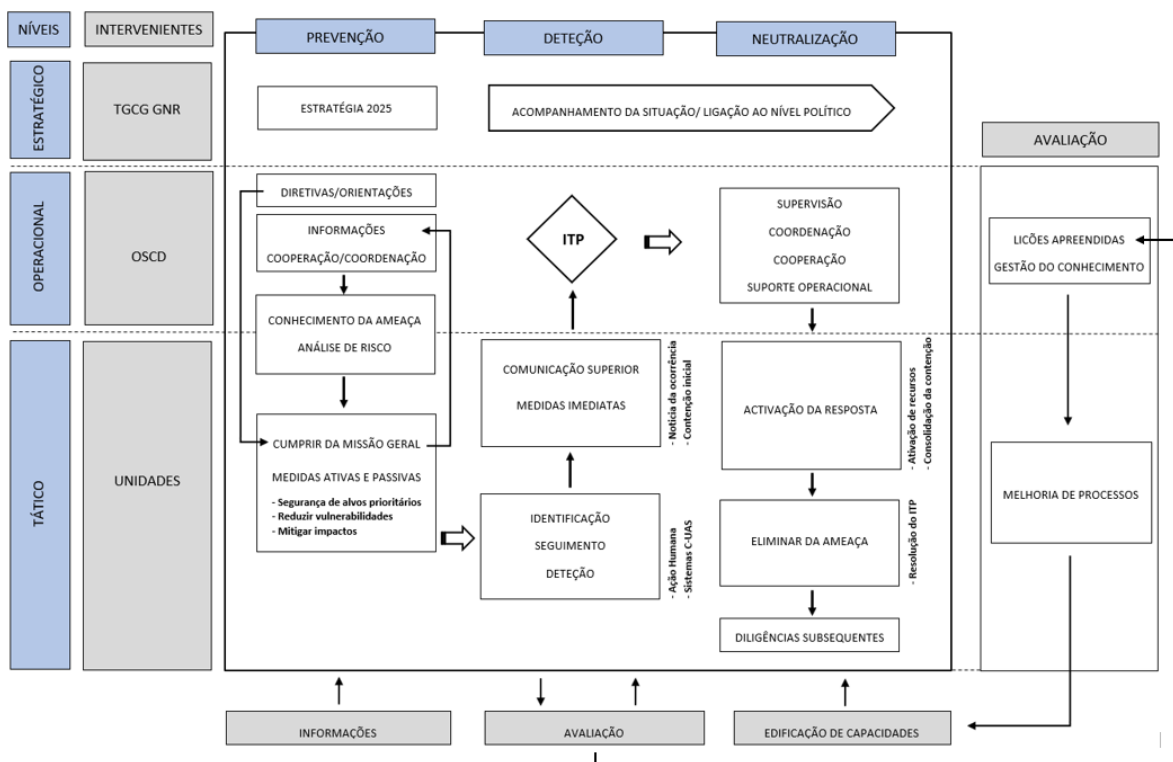 NÍVEIS
INTERVENIENTES
PREVENÇÃO
DETEÇÃO
NEUTRALIZAÇÃO
ESTRATÉGICO
TGCG GNR
ESTRATÉGIA 2025
ACOMPANHAMENTO DA SITUAÇÃO/ LIGAÇÃO AO NÍVEL POLÍTICO
AVALIAÇÃO
OPERACIONAL
OSCD
DIRETIVAS/ORIENTAÇÕES
INFORMAÇÕES
COOPERAÇÃO/COORDENAÇÃO
CONHECIMENTO DA AMEAÇA
ANÁLISE DE RISCO
ITP
SUPERVISÃO
COORDENAÇÃO
COOPERAÇÃO
SUPORTE OPERACIONAL
LICÕES APREENDIDAS
GESTÃO DO CONHECIMENTO
TÁTICO
UNIDADES
CUMPRIR DA MISSÃO GERAL
MEDIDAS ATIVAS E PASSIVAS
- Segurança de alvos prioritários
- Reduzir vulnerabilidades
- Mitigar impactos
COMUNICAÇÃO SUPERIOR
MEDIDAS IMEDIATAS
- Noticia da ocorrência
- Contenção inicial
IDENTIFICAÇÃO
SEGUIMENTO
DETEÇÃO
- Ação Humana
- Sistemas C-UAS
ACTIVAÇÃO DA RESPOSTA
- Ativação de recursos
- Consolidação da contenção
ELIMINAR DA AMEAÇA
- Resolução do ITP
DILIGÊNCIAS SUBSEQUENTES
MELHORIA DE PROCESSOS
INFORMAÇÕES
AVALIAÇÃO
EDIFICAÇÃO DE CAPACIDADES